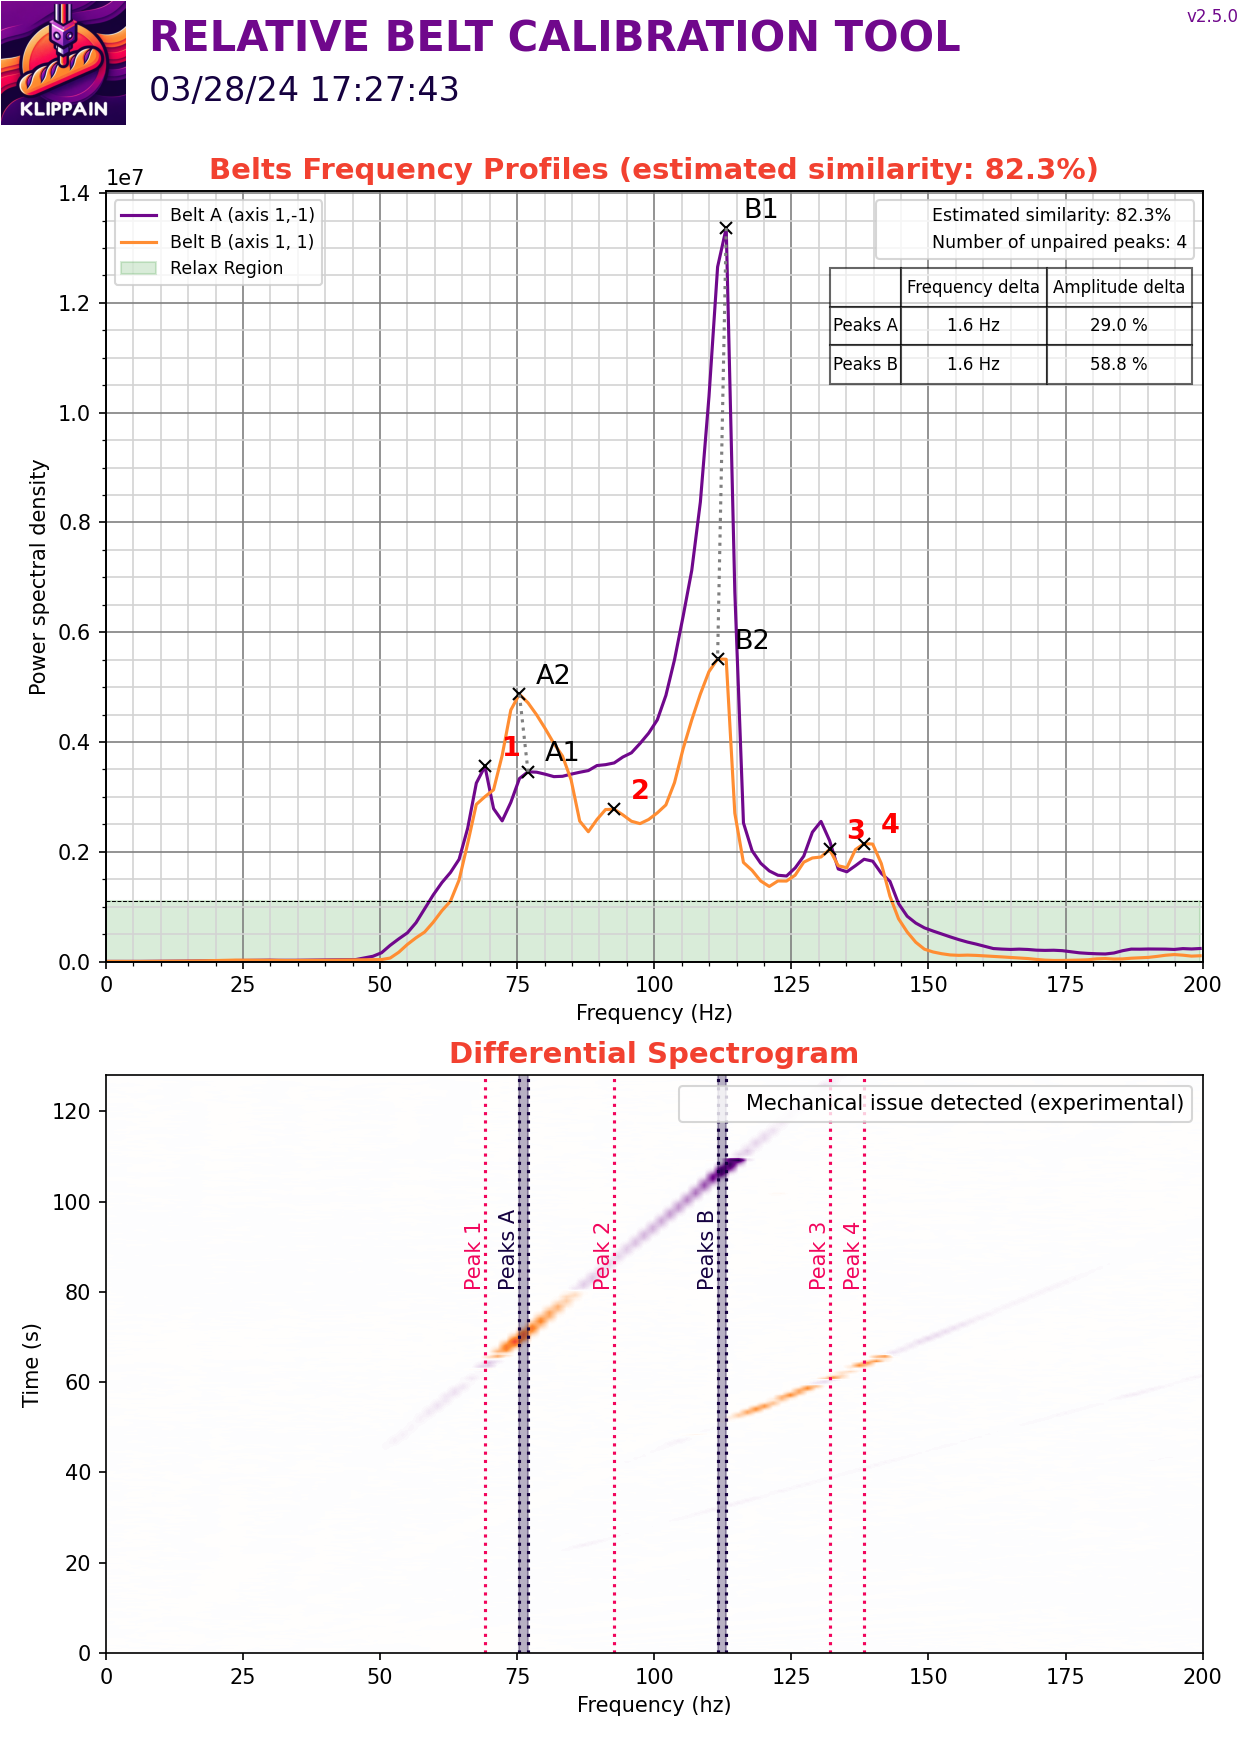 KLIPPAIN
RELATIVE BELT CALIBRATION TOOL
v2.5.0
03/28/24 17:27:43
Belts Frequency Profiles (estimated similarity: 82.3%)
1e7
Belt A (axis 1,-1)
Belt B (axis 1, 1)
Relax Region
Estimated similarity: 82.3%
Number of unpaired peaks: 4
Frequency delta Amplitude delta
Peaks A 1.6 Hz 29.0 %
Peaks B 1.6 Hz 58.8 %
B1
B2
A2
A1
1
2
3
4
1.4
1.2
1.0
0.8
0.6
0.4
0.2
0.0
Power spectral density
0 25 50 75 100 125 150 175 200
Frequency (Hz)
Differential Spectrogram
Mechanical issue detected (experimental)
Peak 1
Peaks A
Peak 2
Peaks B
Peak 3
Peak 4
120
100
80
60
40
20
0
Time (s)
0 25 50 75 100 125 150 175 200
Frequency (hz)